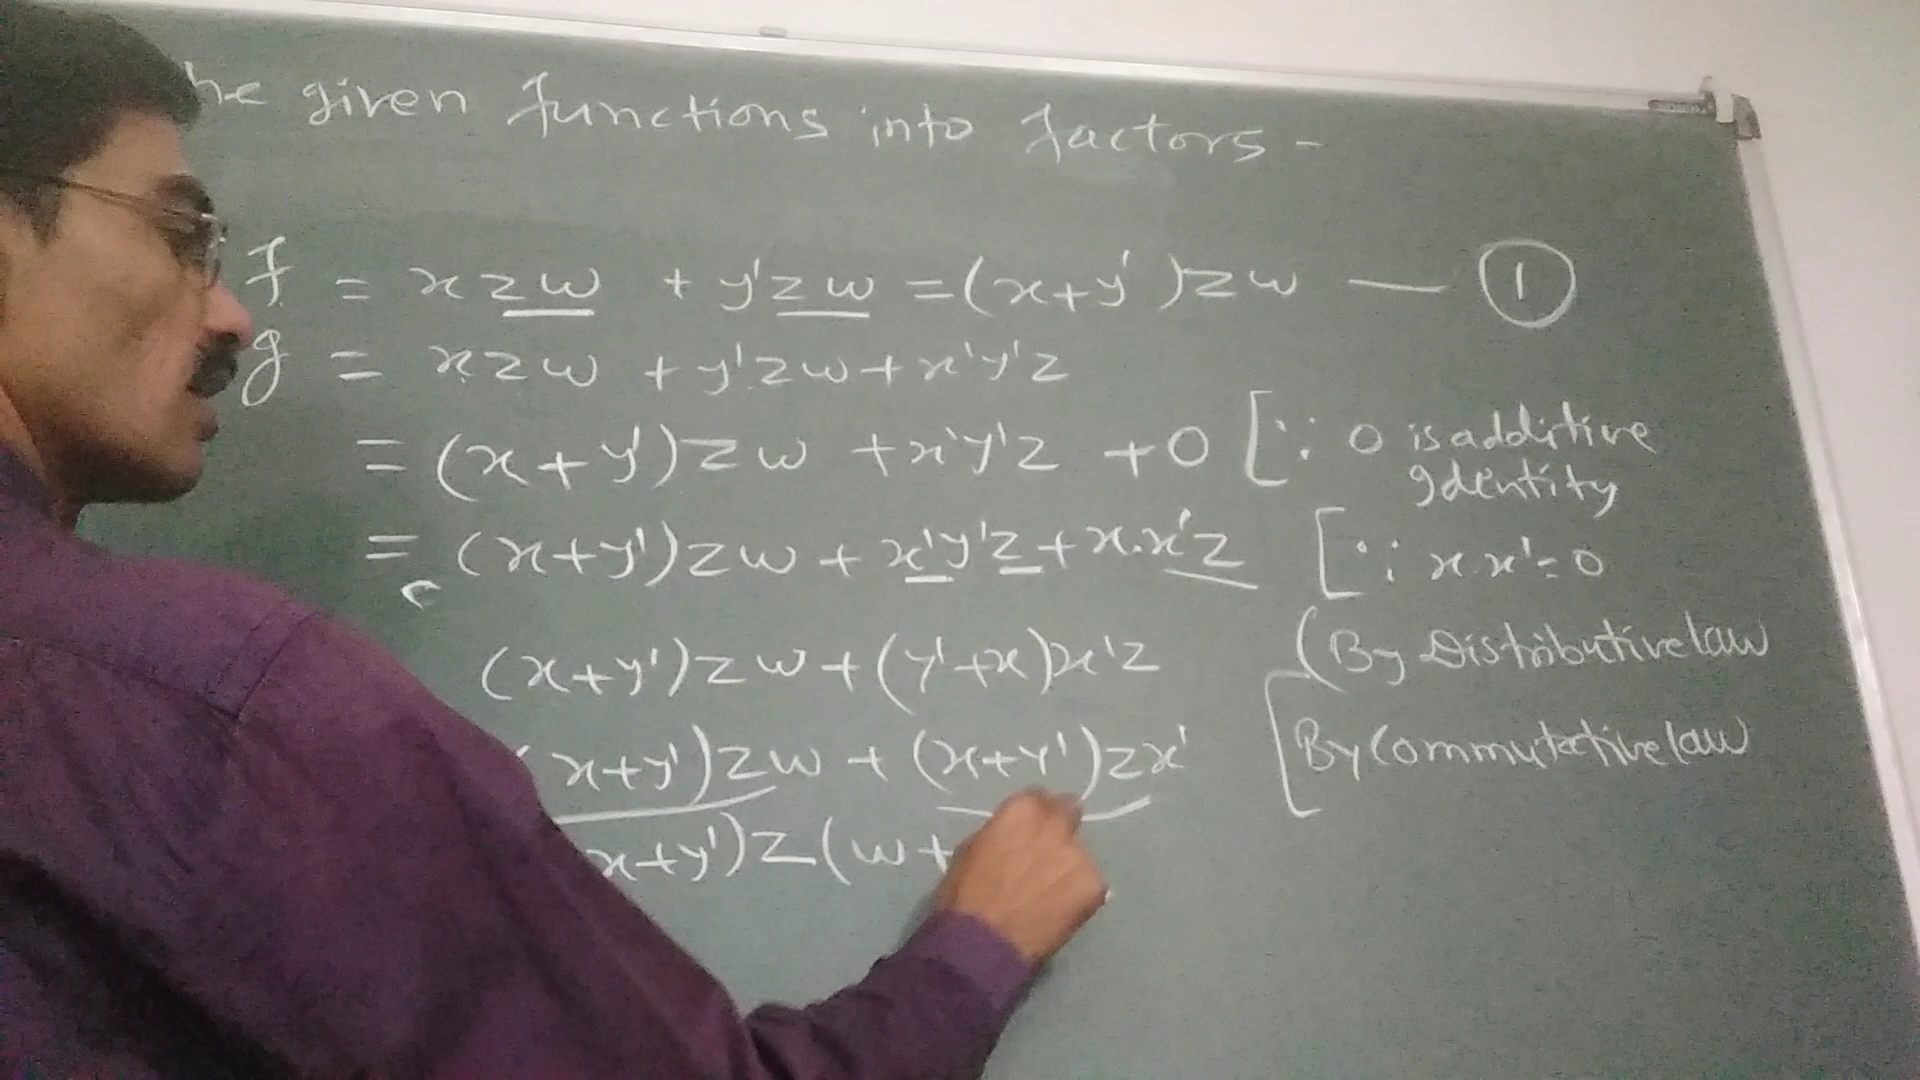 he given functions into factors -
f = xzw + y'zw = (x+y')zw — ①
g = xzw + y'zw + x'y'z
= (x+y')zw + x'y'z + 0 [∵ 0 is additive Identity
= (x+y')zw + x'y'z + x.x'z [∵ x.x'=0
(x+y')zw + (y'+x)x'z (By Distributive law
(x+y')zw + (x+y')zx' [By Commutative law
x+y')z(w+